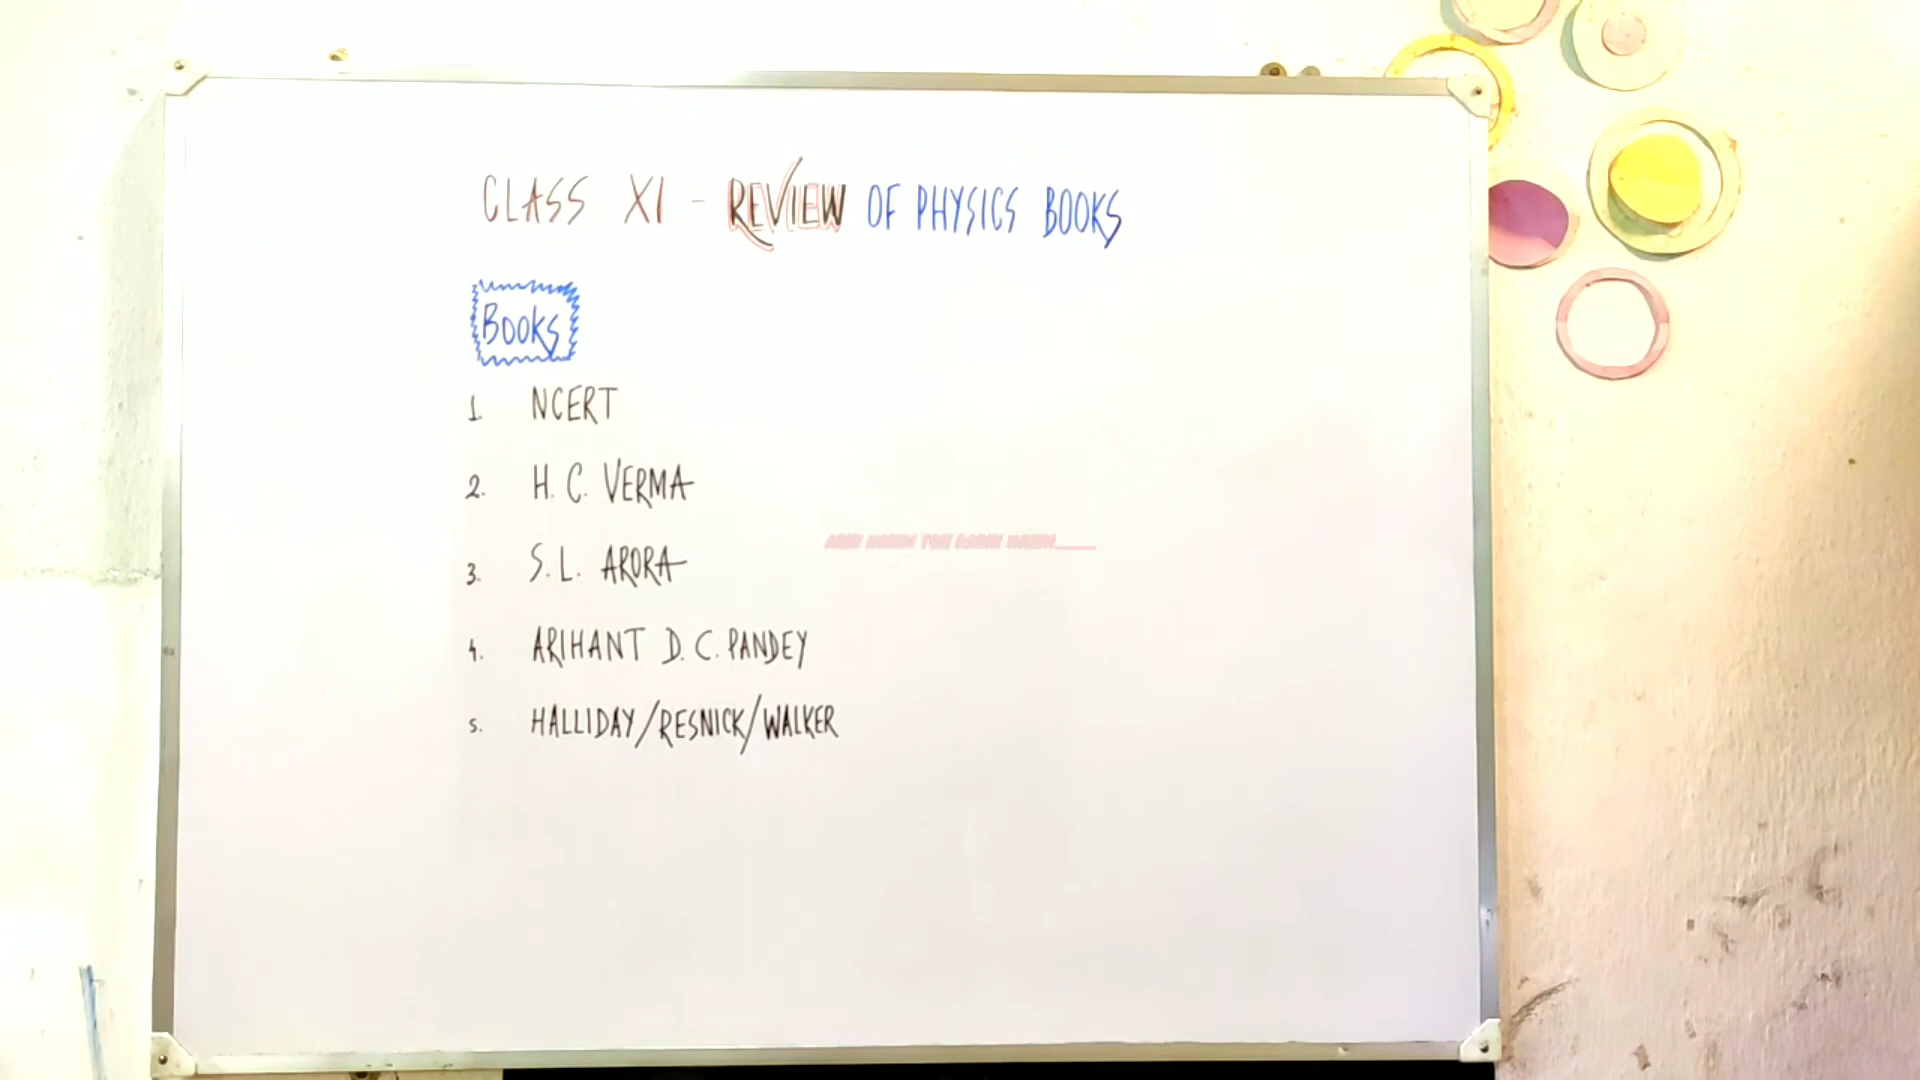 CLASS XI - REVIEW OF PHYSICS BOOKS
Books
1. NCERT
2. H. C. VERMA
3. S. L. ARORA
4. ARIHANT D. C. PANDEY
5. HALLIDAY/RESNICK/WALKER